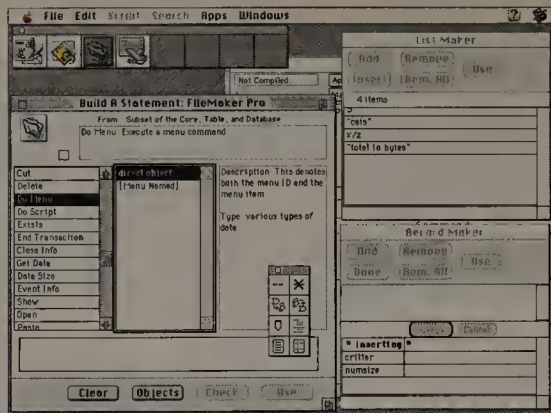 File Edit Script Search Apps Windows
List Maker
Add Remove
Insert Rem. All
Use
4 items
"cols"
x/z
"total in bytes"
Not Compiled
Build A Statement: FileMaker Pro
From Subset of the Core, Table, and Database
Do Menu Execute a menu command
Cut
Delete
Do Menu
Do Script
Exists
End Transaction
Class Info
Get Data
Data Size
Event Info
Show
Open
Paste
direct object
[Menu Named]
Description This denotes
both the menu ID and the
menu item
Type various types of
data
Clear Objects Check Use
Record Maker
Add Remove
Done Rem. All
Use
Cancel
* inserting *
critter
numsize